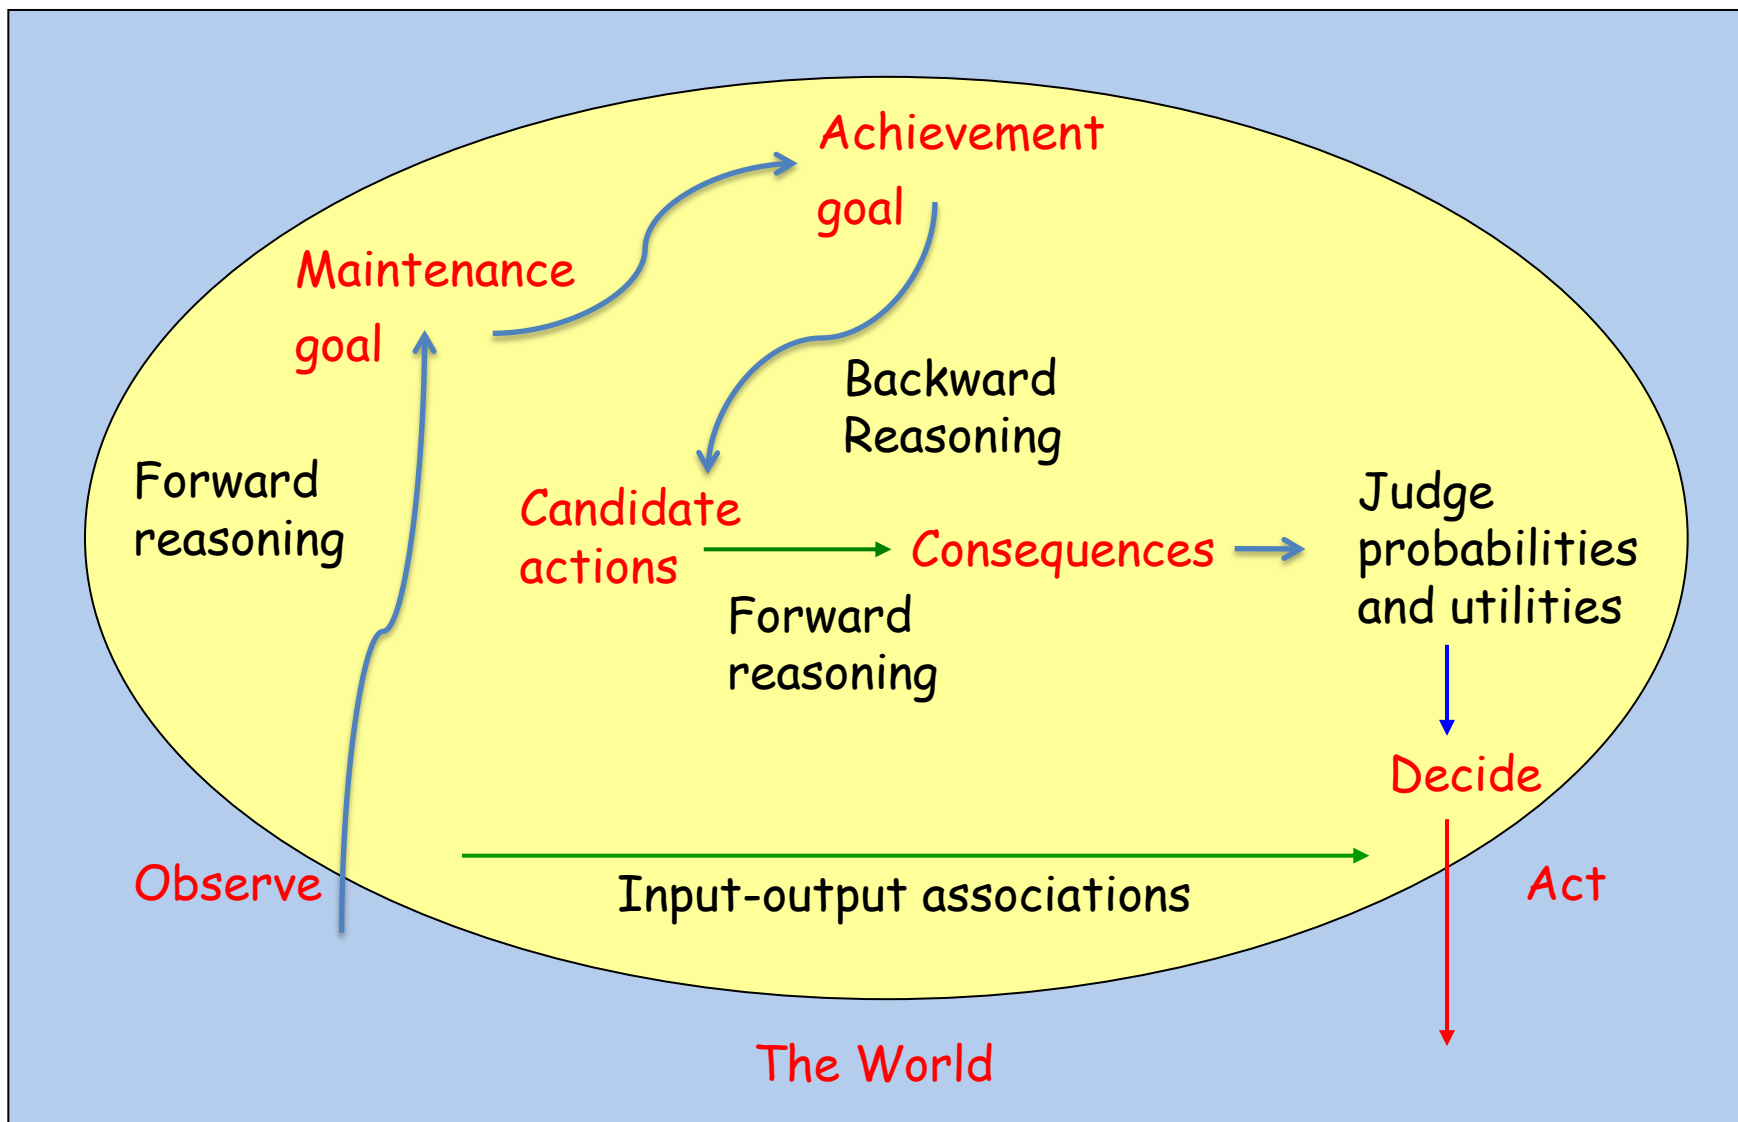 Achievement
goal
Maintenance
goal
Backward
Reasoning
Forward
reasoning
Candidate
actions
Consequences
Judge
probabilities
and utilities
Forward
reasoning
Decide
Observe
Input-output associations
Act
The World